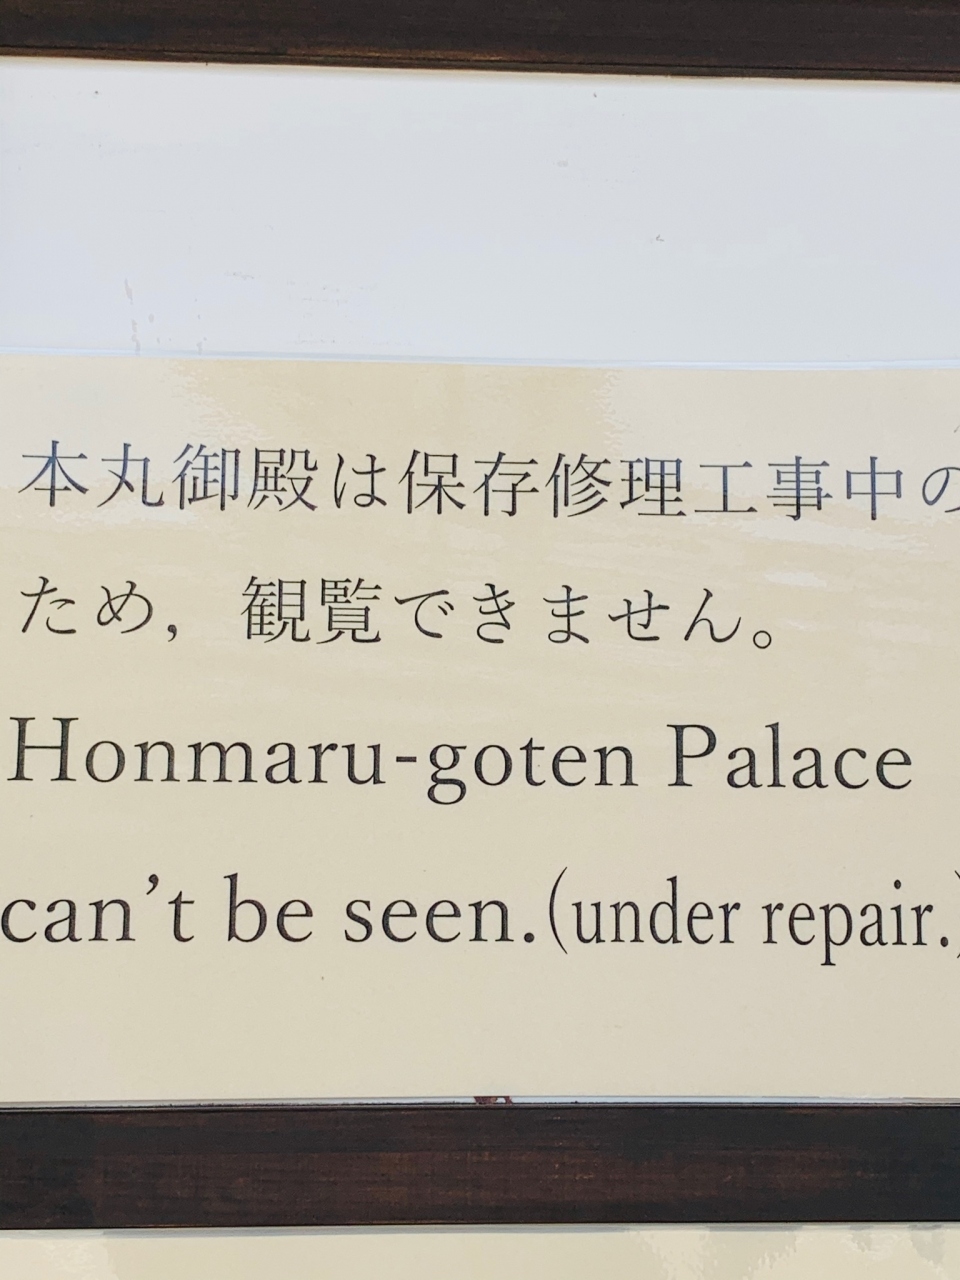 本丸御殿は保存修理工事中の
ため，観覧できません。
Honmaru-goten Palace
can’t be seen.(under repair.)